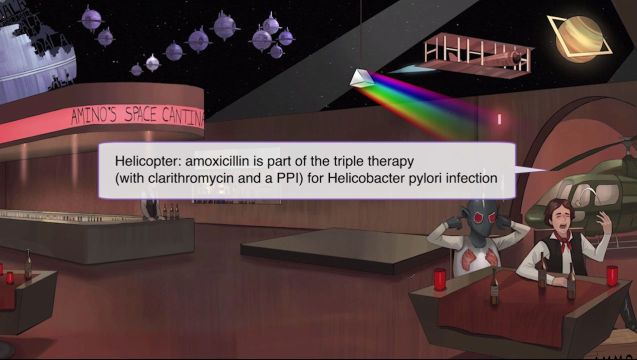 AMINO'S SPACE CANTINA
Helicopter: amoxicillin is part of the triple therapy
(with clarithromycin and a PPI) for Helicobacter pylori infection